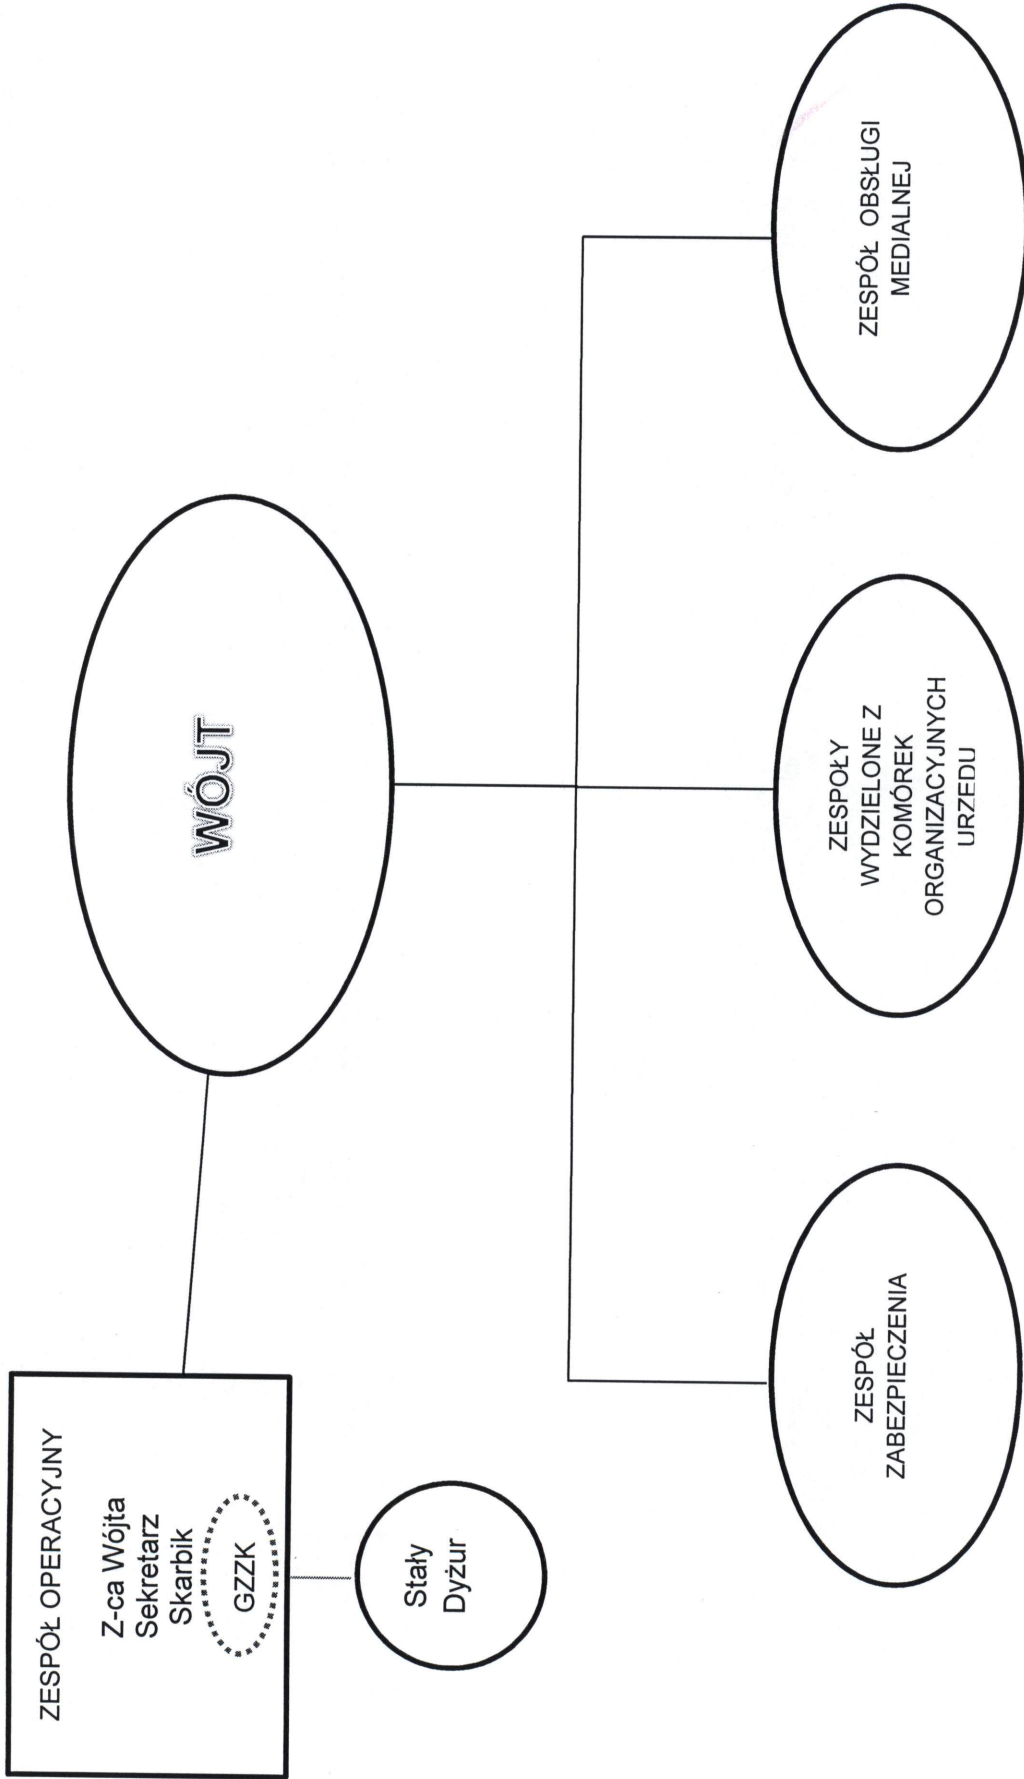 ZESPÓŁ OPERACYJNY
Z-ca Wójta
Sekretarz
Skarbik
GZZK
Stały
Dyżur
WÓJT
ZESPÓŁ
ZABEZPIECZENIA
ZESPOŁY
WYDZIELONE Z
KOMÓREK
ORGANIZACYJNYCH
URZEDU
ZESPÓŁ OBSŁUGI
MEDIALNEJ